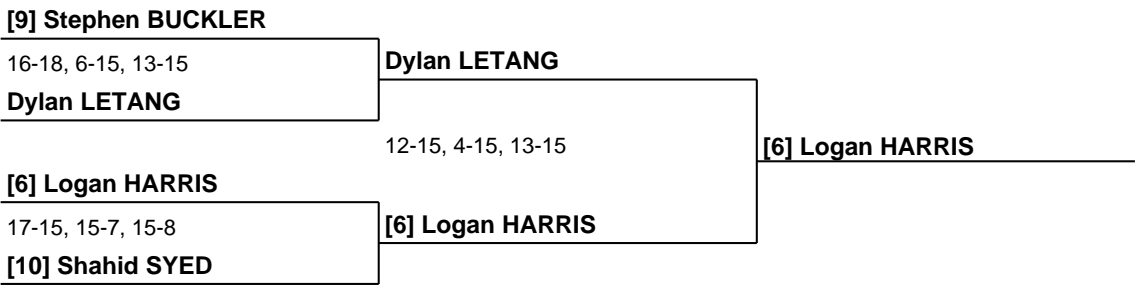 [9] Stephen BUCKLER
16-18, 6-15, 13-15
Dylan LETANG
Dylan LETANG
12-15, 4-15, 13-15
[6] Logan HARRIS
[6] Logan HARRIS
17-15, 15-7, 15-8
[6] Logan HARRIS
[10] Shahid SYED